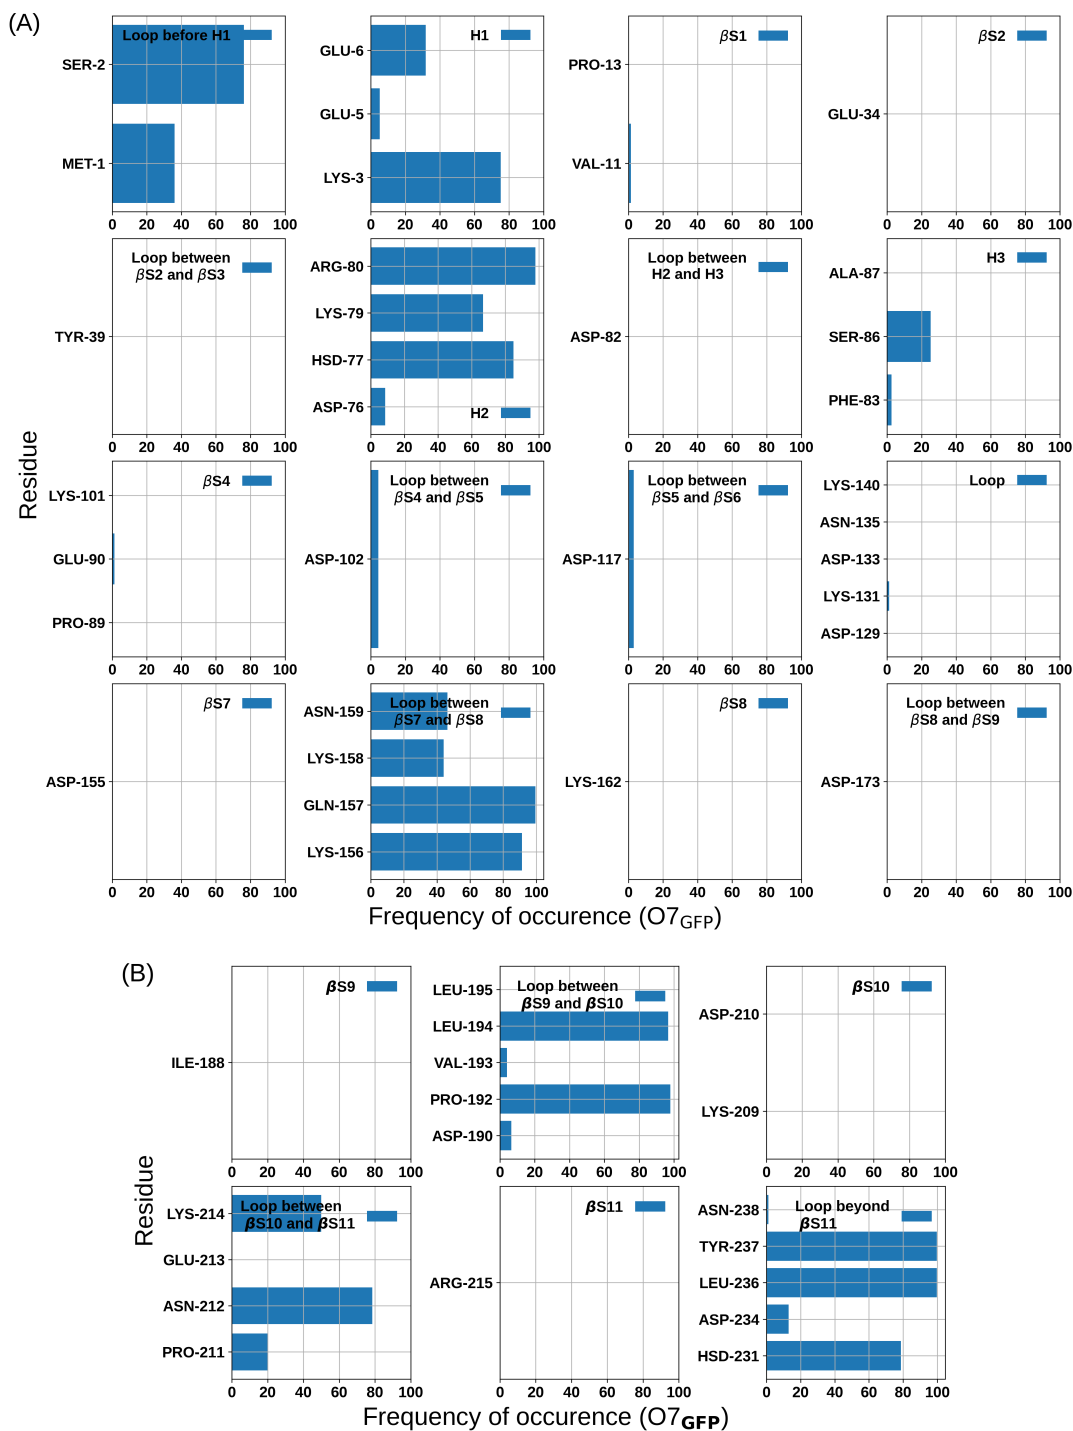 (A)
Loop before H1
SER-2
MET-1
0 20 40 60 80 100
H1
GLU-6
GLU-5
LYS-3
0 20 40 60 80 100
βS1
PRO-13
VAL-11
0 20 40 60 80 100
βS2
GLU-34
0 20 40 60 80 100
Loop between
βS2 and βS3
TYR-39
0 20 40 60 80 100
ARG-80
LYS-79
HSD-77
ASP-76
H2
0 20 40 60 80 100
Loop between
H2 and H3
ASP-82
0 20 40 60 80 100
H3
ALA-87
SER-86
PHE-83
0 20 40 60 80 100
Residue
βS4
LYS-101
GLU-90
PRO-89
0 20 40 60 80 100
Loop between
βS4 and βS5
ASP-102
0 20 40 60 80 100
Loop between
βS5 and βS6
ASP-117
0 20 40 60 80 100
Loop
LYS-140
ASN-135
ASP-133
LYS-131
ASP-129
0 20 40 60 80 100
βS7
ASP-155
0 20 40 60 80 100
Loop between
βS7 and βS8
ASN-159
LYS-158
GLN-157
LYS-156
0 20 40 60 80 100
βS8
LYS-162
0 20 40 60 80 100
Loop between
βS8 and βS9
ASP-173
0 20 40 60 80 100
Frequency of occurence (O7GFP)
(B)
βS9
ILE-188
0 20 40 60 80 100
Loop between
βS9 and βS10
LEU-195
LEU-194
VAL-193
PRO-192
ASP-190
0 20 40 60 80 100
βS10
ASP-210
LYS-209
0 20 40 60 80 100
Residue
Loop between
βS10 and βS11
LYS-214
GLU-213
ASN-212
PRO-211
0 20 40 60 80 100
βS11
ARG-215
0 20 40 60 80 100
Loop beyond
βS11
ASN-238
TYR-237
LEU-236
ASP-234
HSD-231
0 20 40 60 80 100
Frequency of occurence (O7GFP)